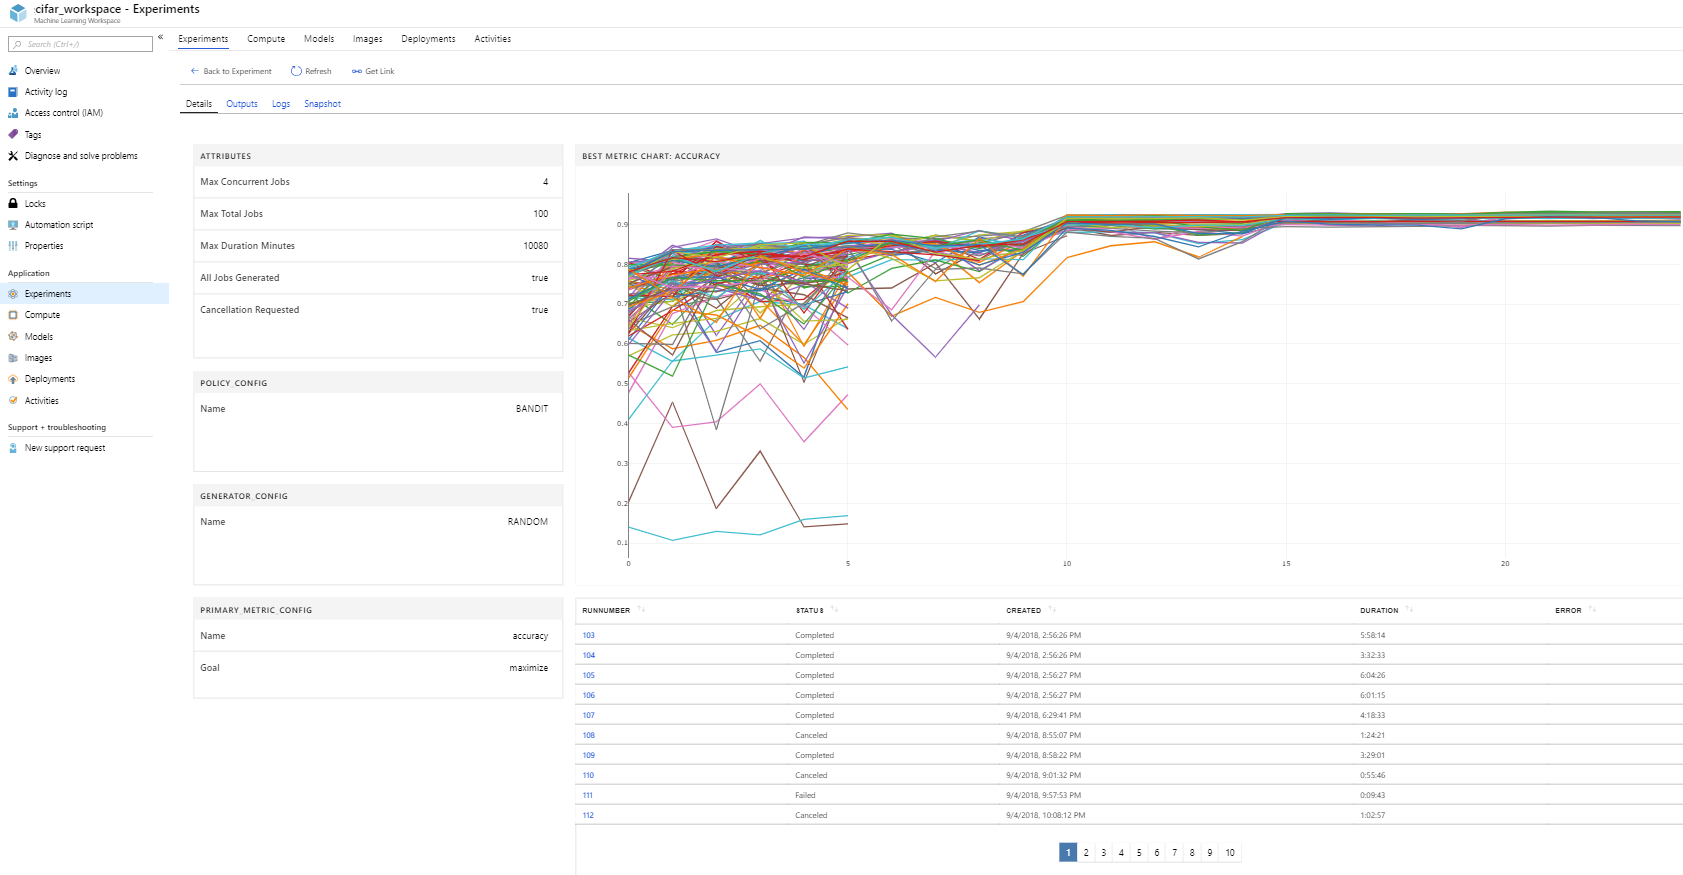 cifar_workspace - Experiments
Machine Learning Workspace
Search (Ctrl+/)
«
Overview
Activity log
Access control (IAM)
Tags
Diagnose and solve problems
Settings
Locks
Automation script
Properties
Application
Experiments
Compute
Models
Images
Deployments
Activities
Support + troubleshooting
New support request
Experiments Compute Models Images Deployments Activities
Back to Experiment Refresh Get Link
Details Outputs Logs Snapshot
ATTRIBUTES
Max Concurrent Jobs 4
Max Total Jobs 100
Max Duration Minutes 10080
All Jobs Generated true
Cancellation Requested true
POLICY_CONFIG
Name BANDIT
GENERATOR_CONFIG
Name RANDOM
PRIMARY_METRIC_CONFIG
Name accuracy
Goal maximize
BEST METRIC CHART: ACCURACY
0.9
0.8
0.7
0.6
0.5
0.4
0.3
0.2
0.1
0 5 10 15 20
RUNNUMBER STATUS CREATED DURATION ERROR
103 Completed 9/4/2018, 2:56:26 PM 5:58:14
104 Completed 9/4/2018, 2:56:26 PM 3:32:33
105 Completed 9/4/2018, 2:56:27 PM 6:04:26
106 Completed 9/4/2018, 2:56:27 PM 6:01:15
107 Completed 9/4/2018, 6:29:41 PM 4:18:33
108 Canceled 9/4/2018, 8:55:07 PM 1:24:21
109 Completed 9/4/2018, 8:58:22 PM 3:29:01
110 Canceled 9/4/2018, 9:01:32 PM 0:55:46
111 Failed 9/4/2018, 9:57:53 PM 0:09:43
112 Canceled 9/4/2018, 10:08:12 PM 1:02:57
1 2 3 4 5 6 7 8 9 10